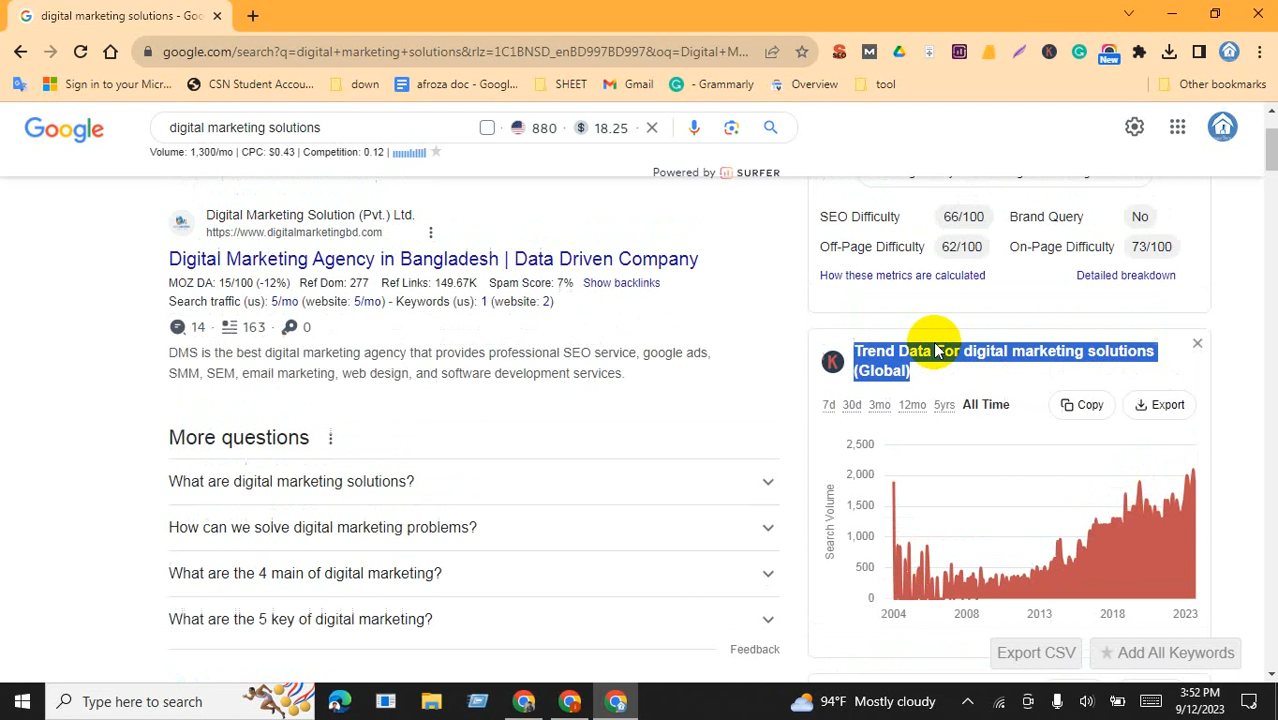 digital marketing solutions - Goo
google.com/search?q=digital+marketing+solutions&rlz=1C1BNSD_enBD997BD997&oq=Digital+M...
New
Sign in to your Micr...
CSN Student Accou...
down
afroza doc - Googl...
SHEET
Gmail
- Grammarly
Overview
tool
Other bookmarks
Google
digital marketing solutions
880 · $ 18.25
Volume: 1,300/mo | CPC: $0.43 | Competition: 0.12
Powered by SURFER
Digital Marketing Solution (Pvt.) Ltd.
https://www.digitalmarketingbd.com
Digital Marketing Agency in Bangladesh | Data Driven Company
MOZ DA: 15/100 (-12%) Ref Dom: 277 Ref Links: 149.67K Spam Score: 7% Show backlinks
Search traffic (us): 5/mo (website: 5/mo) - Keywords (us): 1 (website: 2)
14 163 0
DMS is the best digital marketing agency that provides professional SEO service, google ads,
SMM, SEM, email marketing, web design, and software development services.
More questions
What are digital marketing solutions?
How can we solve digital marketing problems?
What are the 4 main of digital marketing?
What are the 5 key of digital marketing?
Feedback
SEO Difficulty 66/100 Brand Query No
Off-Page Difficulty 62/100 On-Page Difficulty 73/100
How these metrics are calculated Detailed breakdown
K
Trend Data For digital marketing solutions
(Global)
7d 30d 3mo 12mo 5yrs All Time Copy Export
Search Volume
2,500
2,000
1,500
1,000
500
0
2004 2008 2013 2018 2023
Export CSV Add All Keywords
Type here to search
94°F Mostly cloudy
3:52 PM
9/12/2023